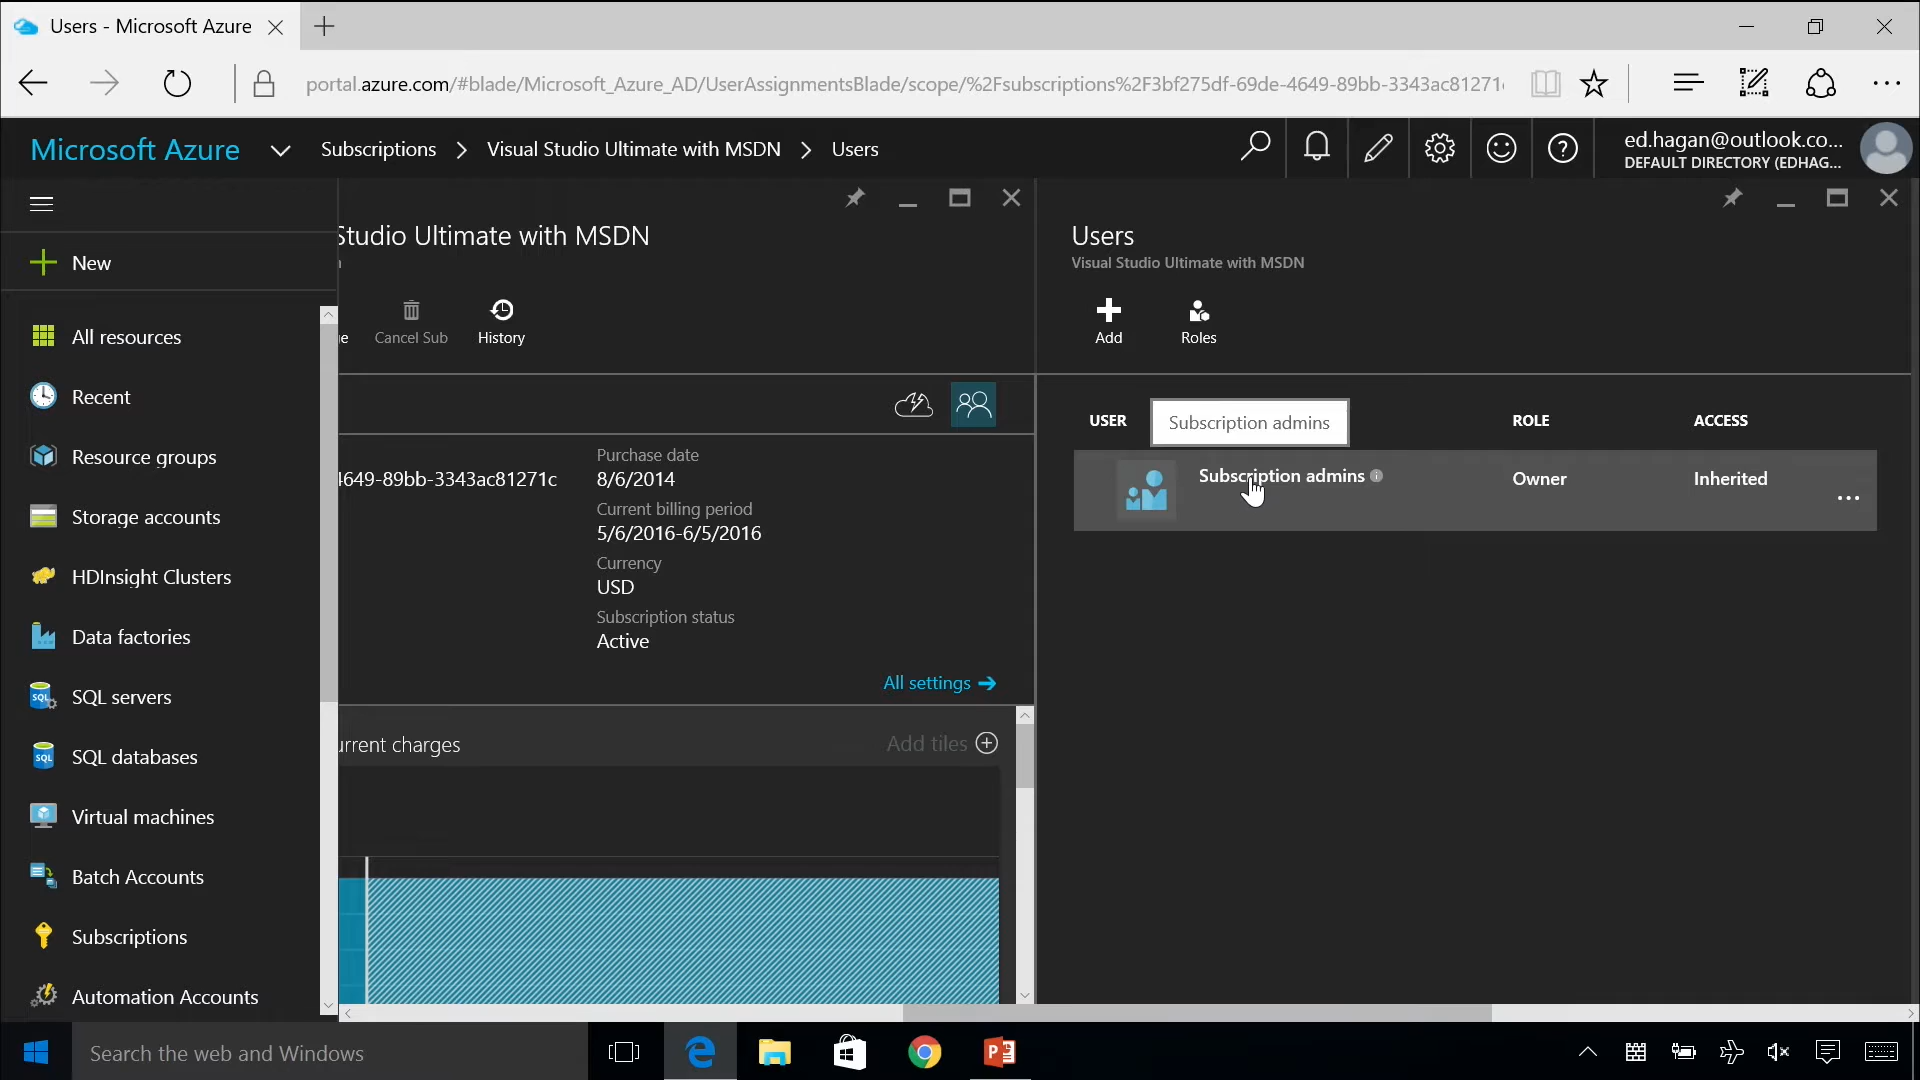 Users - Microsoft Azure
portal.azure.com/#blade/Microsoft_Azure_AD/UserAssignmentsBlade/scope/%2Fsubscriptions%2F3bf275df-69de-4649-89bb-3343ac81271
Microsoft Azure
Subscriptions > Visual Studio Ultimate with MSDN > Users
ed.hagan@outlook.co...
DEFAULT DIRECTORY (EDHAG...
New
All resources
Recent
Resource groups
Storage accounts
HDInsight Clusters
Data factories
SQL servers
SQL databases
Virtual machines
Batch Accounts
Subscriptions
Automation Accounts
Studio Ultimate with MSDN
Cancel Sub
History
4649-89bb-3343ac81271c
Purchase date
8/6/2014
Current billing period
5/6/2016-6/5/2016
Currency
USD
Subscription status
Active
All settings →
urrent charges
Add tiles
Users
Visual Studio Ultimate with MSDN
Add
Roles
USER
Subscription admins
ROLE
ACCESS
Subscription admins
Owner
Inherited
...
Search the web and Windows